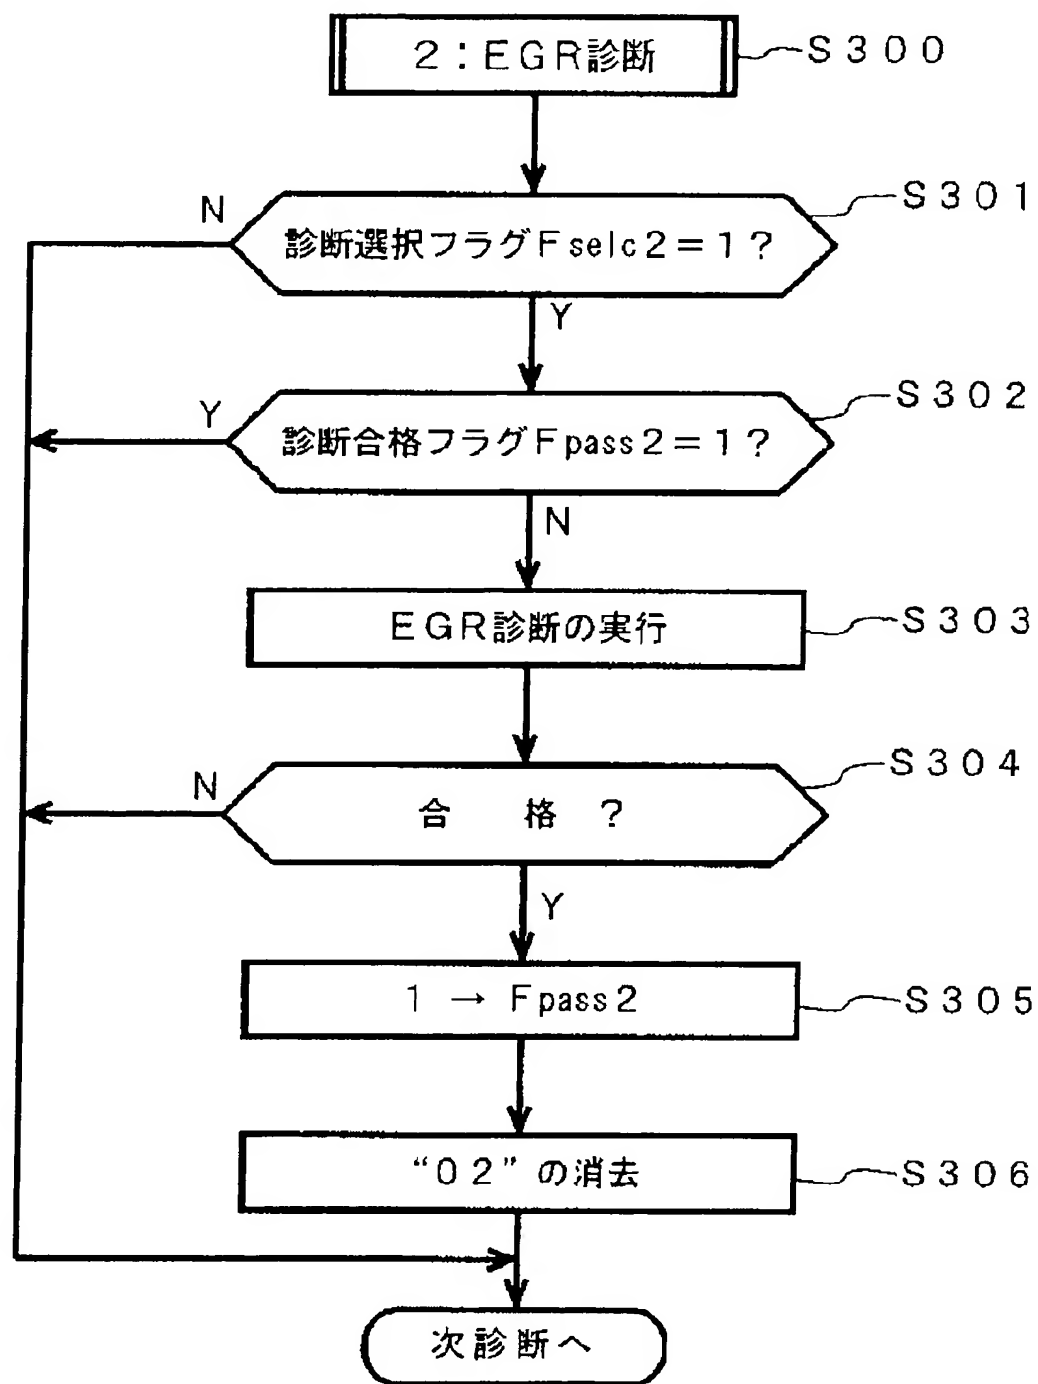 2:EGR診断
S300
S301
N
診断選択フラグFselc2=1?
Y
S302
Y
診断合格フラグFpass2=1?
N
EGR診断の実行
S303
S304
N
合 格 ?
Y
1 → Fpass2
S305
“02”の消去
S306
次診断へ